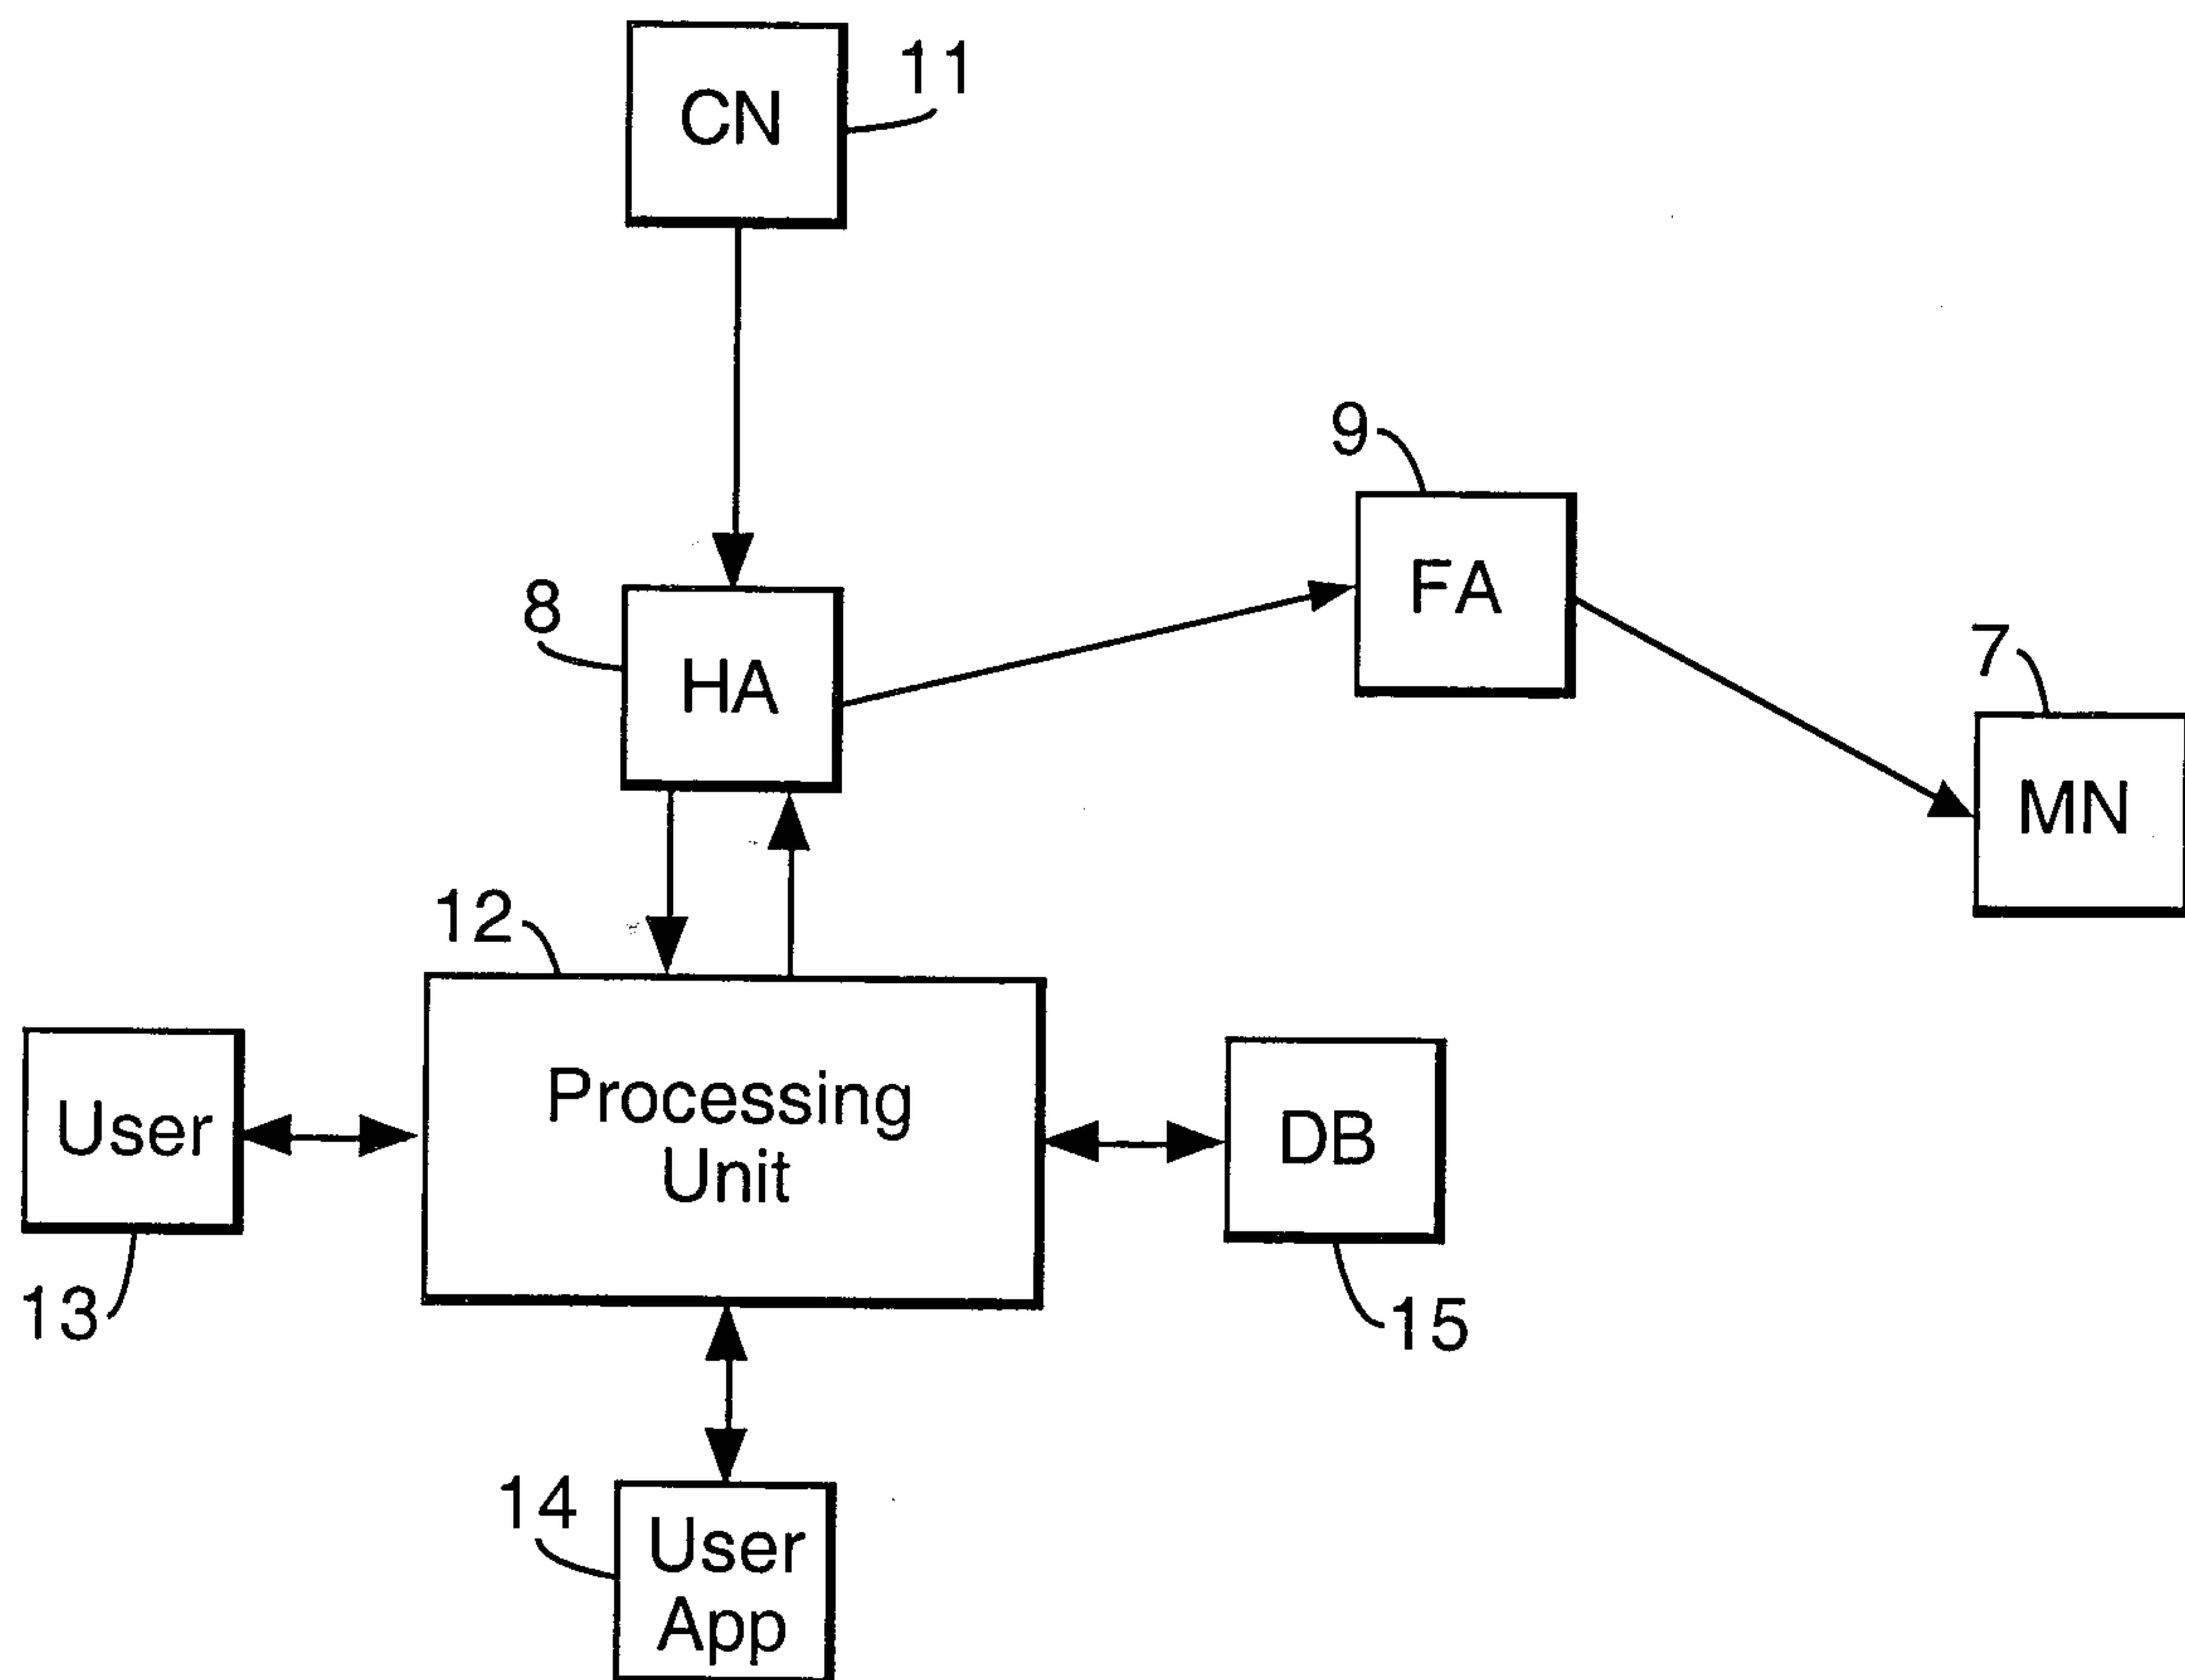 CN
11
9
FA
8
HA
7
MN
12
User
Processing
Unit
DB
13
15
14
User
App